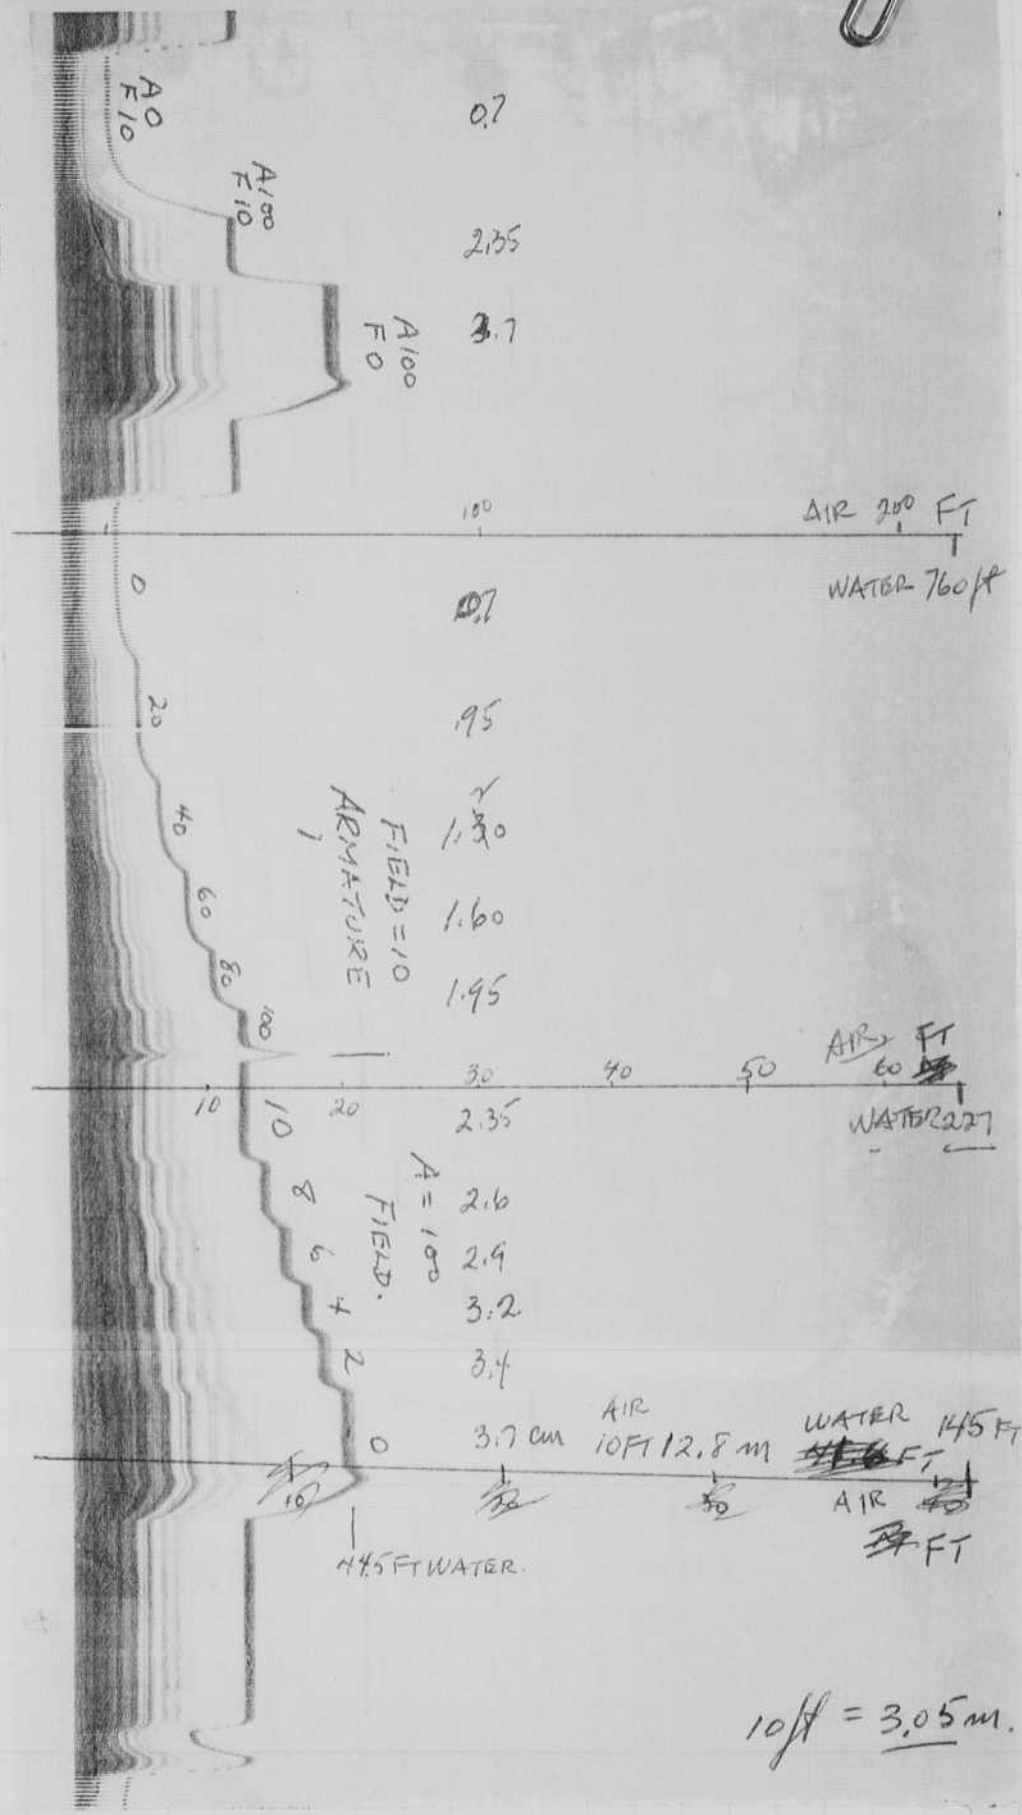 A0
F10
0.7
A100
F10
2.35
A100
F0
3.7
100
AIR 200 FT
WATER 760 ft
0
0.7
20
.95
40
FIELD = 10
ARMATURE
60
1.60
80
1.95
100
AIR FT
10 20 30 40 50 60
WATER 227
10
2.35
A = 100
FIELD.
8
2.6
6
2.9
4
3.2
2
3.4
0
3.7 cm
AIR
10FT 12.8 m
WATER 145 FT
FT
10
AIR
FT
445 FT WATER.
10ft = 3.05 m.